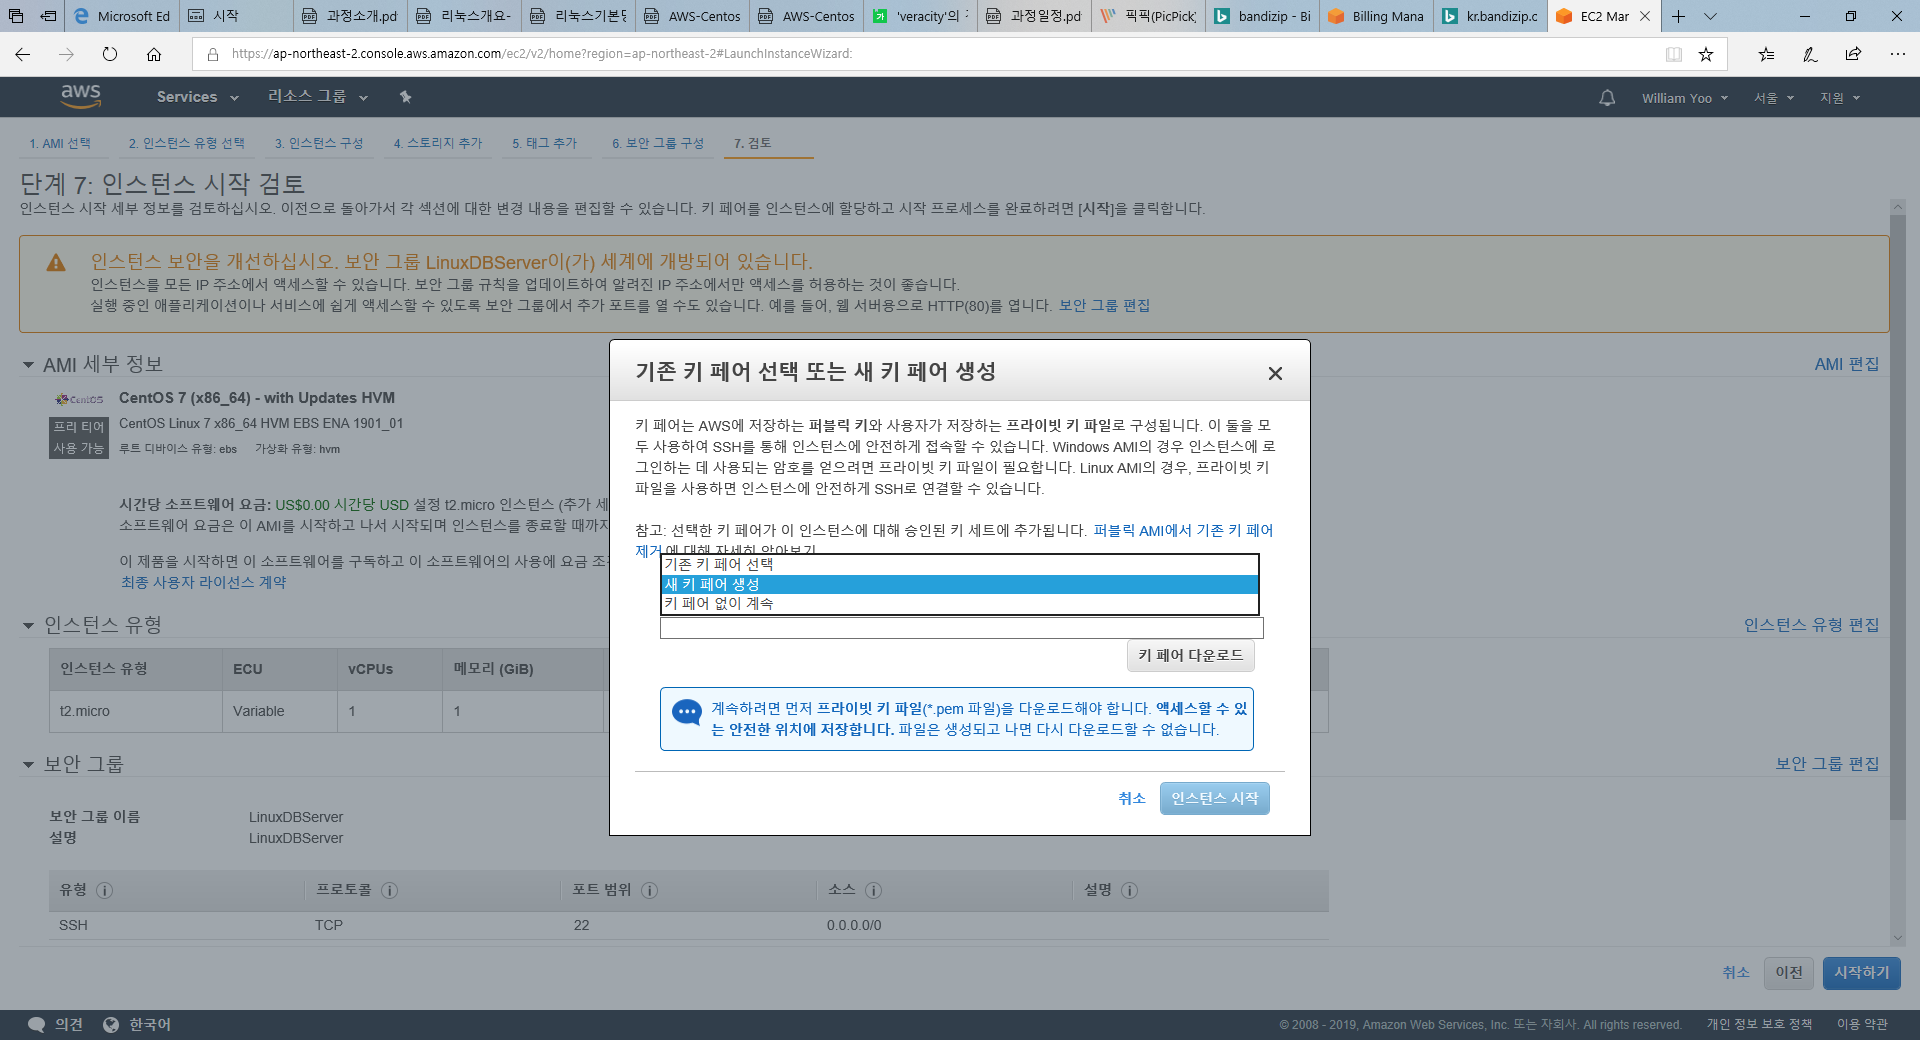 Microsoft Ed
시작
과정소개.pd
리눅스개요-
리눅스기본명
AWS-Centos
AWS-Centos
'veracity'의
과정일정.pd
픽픽(PicPick)
bandizip - Bi
Billing Mana
kr.bandizip.c
EC2 Mar
https://ap-northeast-2.console.aws.amazon.com/ec2/v2/home?region=ap-northeast-2#LaunchInstanceWizard:
aws
Services
리소스 그룹
William Yoo
서울
지원
1. AMI 선택
2. 인스턴스 유형 선택
3. 인스턴스 구성
4. 스토리지 추가
5. 태그 추가
6. 보안 그룹 구성
7. 검토
단계 7: 인스턴스 시작 검토
인스턴스 시작 세부 정보를 검토하십시오. 이전으로 돌아가서 각 섹션에 대한 변경 내용을 편집할 수 있습니다. 키 페어를 인스턴스에 할당하고 시작 프로세스를 완료하려면 [시작]을 클릭합니다.
인스턴스 보안을 개선하십시오. 보안 그룹 LinuxDBServer이(가) 세계에 개방되어 있습니다.
인스턴스를 모든 IP 주소에서 액세스할 수 있습니다. 보안 그룹 규칙을 업데이트하여 알려진 IP 주소에서만 액세스를 허용하는 것이 좋습니다.
실행 중인 애플리케이션이나 서비스에 쉽게 액세스할 수 있도록 보안 그룹에서 추가 포트를 열 수도 있습니다. 예를 들어, 웹 서버용으로 HTTP(80)를 엽니다. 보안 그룹 편집
AMI 세부 정보
AMI 편집
CentOS
프리 티어
사용 가능
CentOS 7 (x86_64) - with Updates HVM
CentOS Linux 7 x86_64 HVM EBS ENA 1901_01
루트 디바이스 유형: ebs 가상화 유형: hvm
시간당 소프트웨어 요금: US$0.00 시간당 USD 설정 t2.micro 인스턴스 (추가 세
소프트웨어 요금은 이 AMI를 시작하고 나서 시작되며 인스턴스를 종료할 때까지
이 제품을 시작하면 이 소프트웨어를 구독하고 이 소프트웨어의 사용에 요금 조
최종 사용자 라이선스 계약
인스턴스 유형
인스턴스 유형 편집
인스턴스 유형
ECU
vCPUs
메모리 (GiB)
t2.micro
Variable
1
1
보안 그룹
보안 그룹 편집
보안 그룹 이름
LinuxDBServer
설명
LinuxDBServer
유형
프로토콜
포트 범위
소스
설명
SSH
TCP
22
0.0.0.0/0
기존 키 페어 선택 또는 새 키 페어 생성
키 페어는 AWS에 저장하는 퍼블릭 키와 사용자가 저장하는 프라이빗 키 파일로 구성됩니다. 이 둘을 모
두 사용하여 SSH를 통해 인스턴스에 안전하게 접속할 수 있습니다. Windows AMI의 경우 인스턴스에 로
그인하는 데 사용되는 암호를 얻으려면 프라이빗 키 파일이 필요합니다. Linux AMI의 경우, 프라이빗 키
파일을 사용하면 인스턴스에 안전하게 SSH로 연결할 수 있습니다.
참고: 선택한 키 페어가 이 인스턴스에 대해 승인된 키 세트에 추가됩니다. 퍼블릭 AMI에서 기존 키 페어
제거에 대해 자세히 알아보기
기존 키 페어 선택
새 키 페어 생성
키 페어 없이 계속
키 페어 다운로드
계속하려면 먼저 프라이빗 키 파일(*.pem 파일)을 다운로드해야 합니다. 액세스할 수 있
는 안전한 위치에 저장합니다. 파일은 생성되고 나면 다시 다운로드할 수 없습니다.
취소
인스턴스 시작
취소
이전
시작하기
의견
한국어
© 2008 - 2019, Amazon Web Services, Inc. 또는 자회사. All rights reserved.
개인 정보 보호 정책
이용 약관